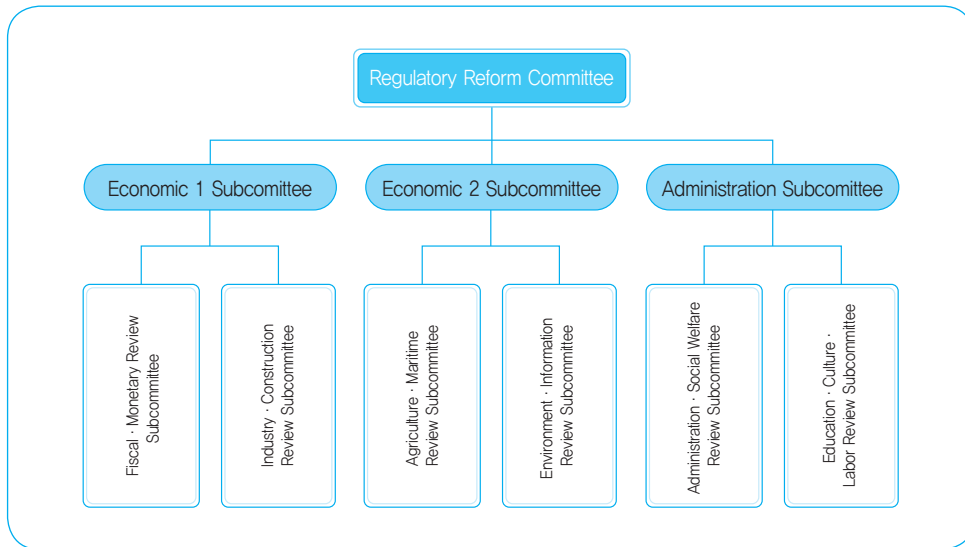 Regulatory Reform Committee
Economic 1 Subcomittee
Economic 2 Subcommittee
Administration Subcomittee
Fiscal · Monetary Review
Subcommittee
Industry · Construction
Review Subcommittee
Agriculture · Maritime
Review Subcommittee
Environment · Information
Review Subcommittee
Administration · Social Welfare
Review Subcommittee
Education · Culture ·
Labor Review Subcommittee